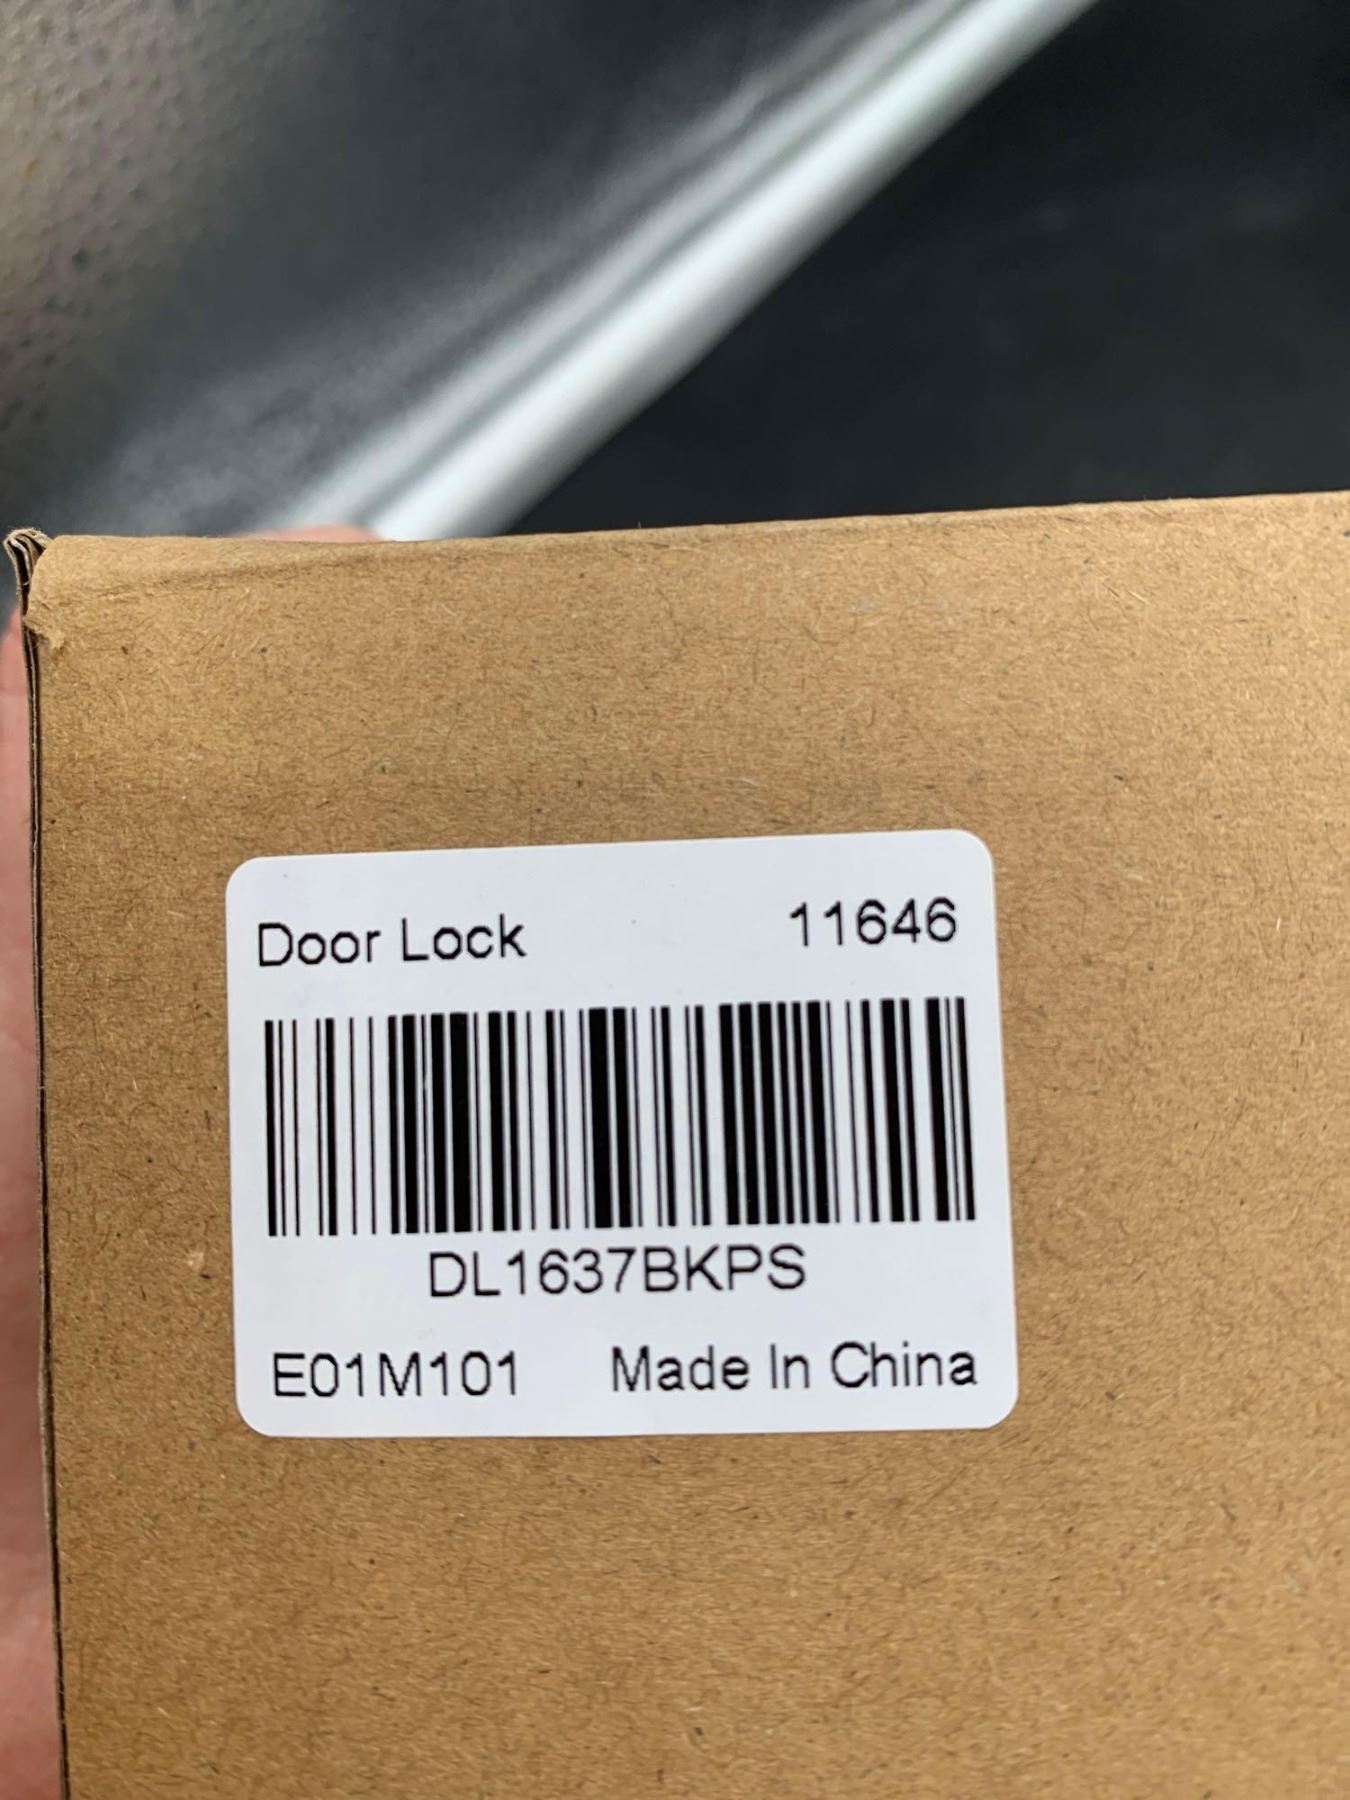 Door Lock 11646
DL1637BKPS
E01M101 Made In China